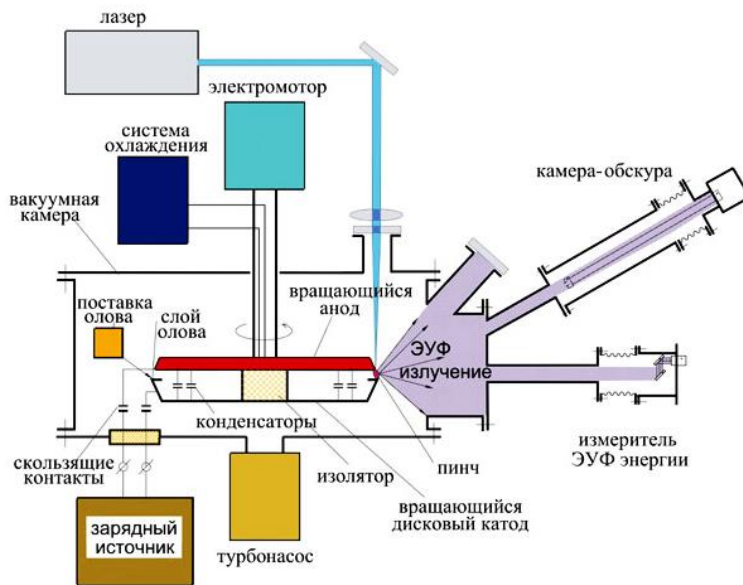 лазер
электромотор
система
охлаждения
камера-обскура
вакуумная
камера
поставка
олова
слой
олова
вращающийся
анод
ЭУФ
излучение
конденсаторы
скользящие
контакты
изолятор
пинч
измеритель
ЭУФ энергии
вращающийся
дисковый катод
зарядный
источник
турбонасос